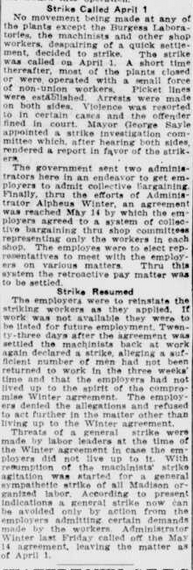 Strike Called April 1
No movement being made at any of
the plants except the Burgess Labora-
tories, the machinists and other shop
workers, despairing of a quick settle-
ment, decided to strike. The strike
was called on April 1. A short time
thereafter, most of the plants closed
or were operated with a small force
of non-union workers. Picket lines
were established. Arrests were made
on both sides. Violence was resorted
to in certain cases and the offender
fined in court. Mayor George Sayle
appointed a strike investigation com-
mittee which, after hearing both sides,
rendered a report in favor of the strik-
ers.
The government sent two adminis-
trators here in an endeavor to get em-
ployers to admit collective bargaining.
Finally, thru the efforts of Adminis-
trator Alpheus Winter, an agreement
was reached May 14 by which the em-
ployers agreed to a system of collec-
tive bargaining thru shop committees
representing only the workers in each
shop. The employes were to elect rep-
resentatives to meet with the employ-
ers on various matters. Thru this
system the retroactive pay matter was
to be settled.
Strike Resumed
The employers were to reinstate the
striking workers as they applied. If
work was not available they were to
be listed for future employment. Twen-
ty-three days after the agreement was
settled the machinists back at work
again declared a strike, alleging a suf-
ficient number of men had not been
returned to work in the three weeks'
time and that the employers had not
lived up to the spirit of the compro-
mise Winter agreement. The employ-
ers denied the allegations and refused
to act further in the matter other than
living up to the Winter agreement.
Threats of a general strike were
made by labor leaders at the time of
the Winter agreement in case the em-
ployers did not live up to it. With
resumption of the machinists' strike
agitation was started for a general
sympathetic strike of all Madison or-
ganized labor. According to present
indications a general strike now can
be avoided only by action from the
employers admitting certain demands
made by the workers. Administrator
Winter last Friday called off the May
14 agreement, leaving the matter as
of April 1.